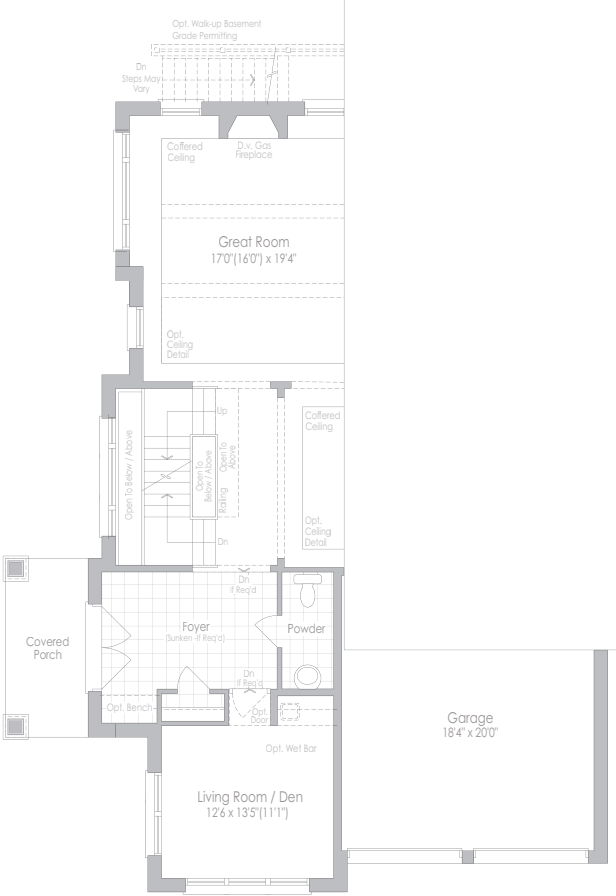 Opt. Walk-up Basement
Grade Permitting
Dn
Steps May
Vary
Coffered
Ceiling
D.v. Gas
Fireplace
Great Room
17'0"(16'0") x 19'4"
Opt.
Ceiling
Detail
Up
Coffered
Ceiling
Open To Below / Above
Open To
Below / Above
Open To
Above
Railing
Opt.
Ceiling
Detail
Dn
Dn
If Req'd
Foyer
(Sunken -If Req'd)
Powder
Covered
Porch
Dn
If Req'd
Opt. Bench
Opt.
Door
Opt. Wet Bar
Garage
18'4" x 20'0"
Living Room / Den
12'6 x 13'5"(11'1")